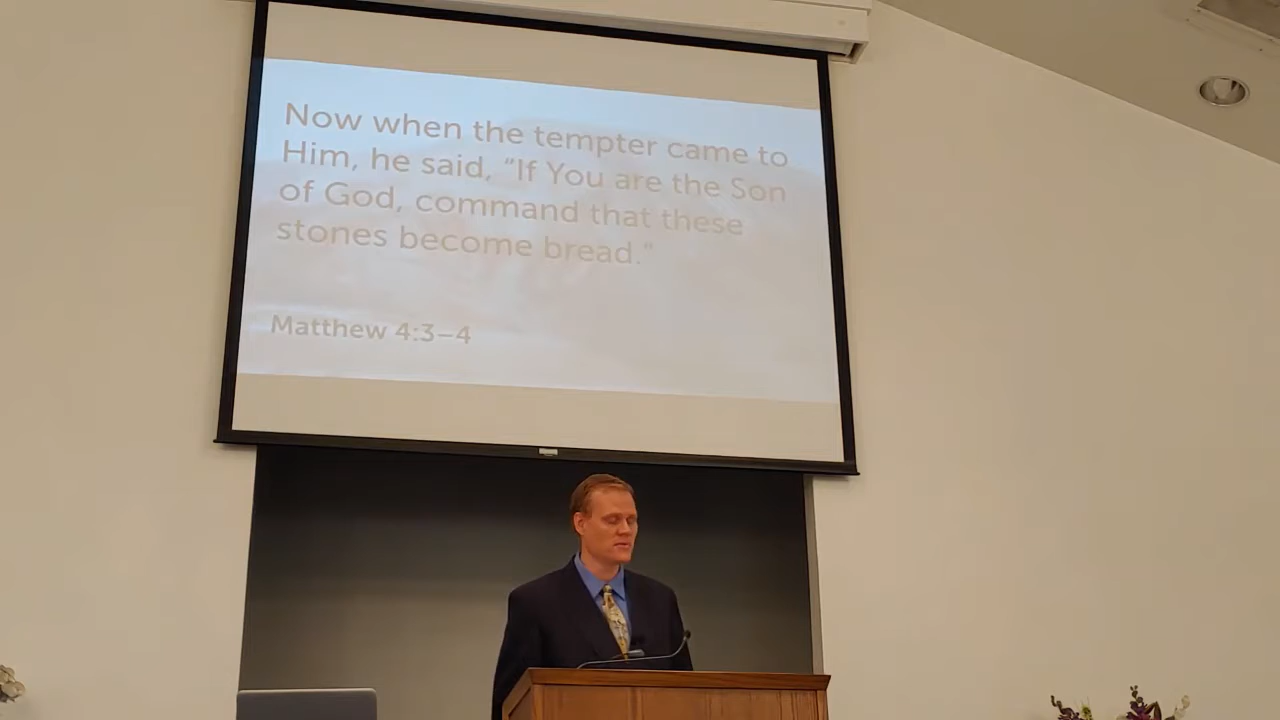 Now when the tempter came to
Him, he said, “If You are the Son
of God, command that these
stones become bread.”
Matthew 4:3–4